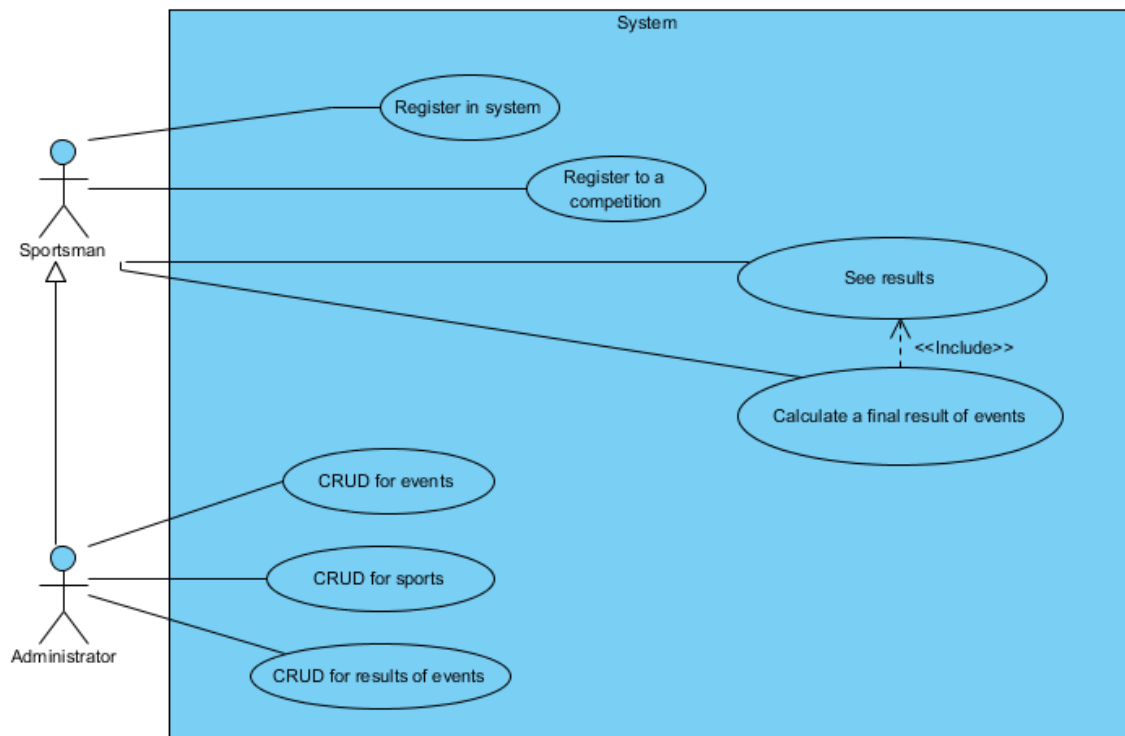 System
Register in system
Register to a
competition
Sportsman
See results
<<Include>>
Calculate a final result of events
CRUD for events
CRUD for sports
Administrator
CRUD for results of events